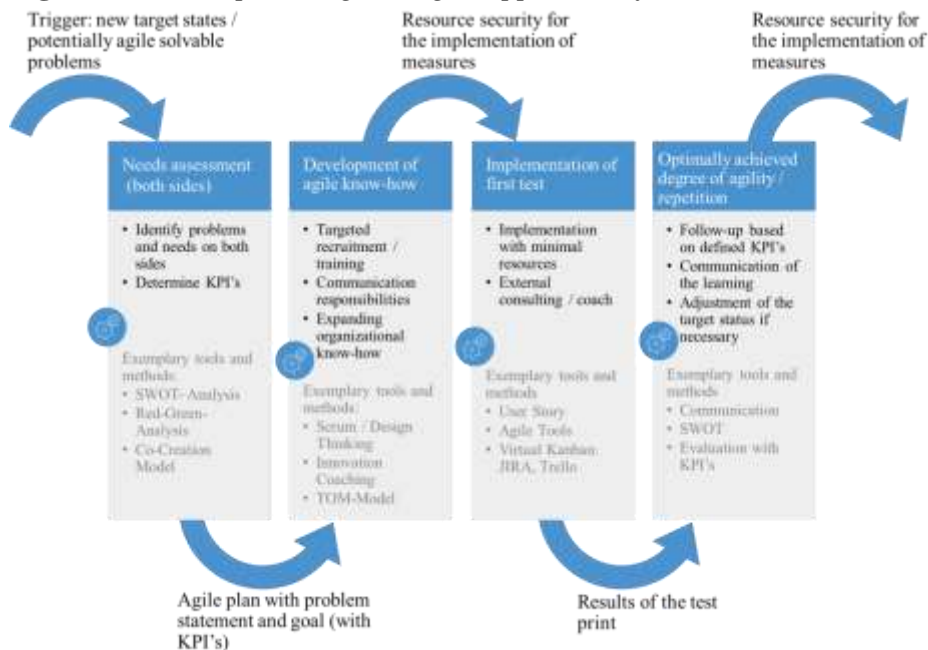 Trigger: new target states /
potentially agile solvable
problems
Resource security for
the implementation of
measures
Resource security for
the implementation of
measures
Needs assessment
(both sides)
• Identify problems
and needs on both
sides
• Determine KPI's
Exemplary tools and
methods:
• SWOT- Analysis
• Red-Green-
Analysis
• Co-Creation
Model
Development of
agile know-how
• Targeted
recruitment /
training
• Communication
responsibilities
• Expanding
organizational
know-how
Exemplary tools and
methods:
• Scrum / Design
Thinking
• Innovation
Coaching
• TOM-Model
Implementation of
first test
• Implementation
with minimal
resources
• External
consulting / coach
Exemplary tools and
methods
• User Story
• Agile Tools
• Virtual Kanban:
JIRA, Trello
Optimally achieved
degree of agility /
repetition
• Follow-up based
on defined KPI's
• Communication of
the learning
• Adjustment of the
target status if
necessary
Exemplary tools and
methods
• Communication
• SWOT
• Evaluation with
KPI's
Agile plan with problem
statement and goal (with
KPI's)
Results of the test
print